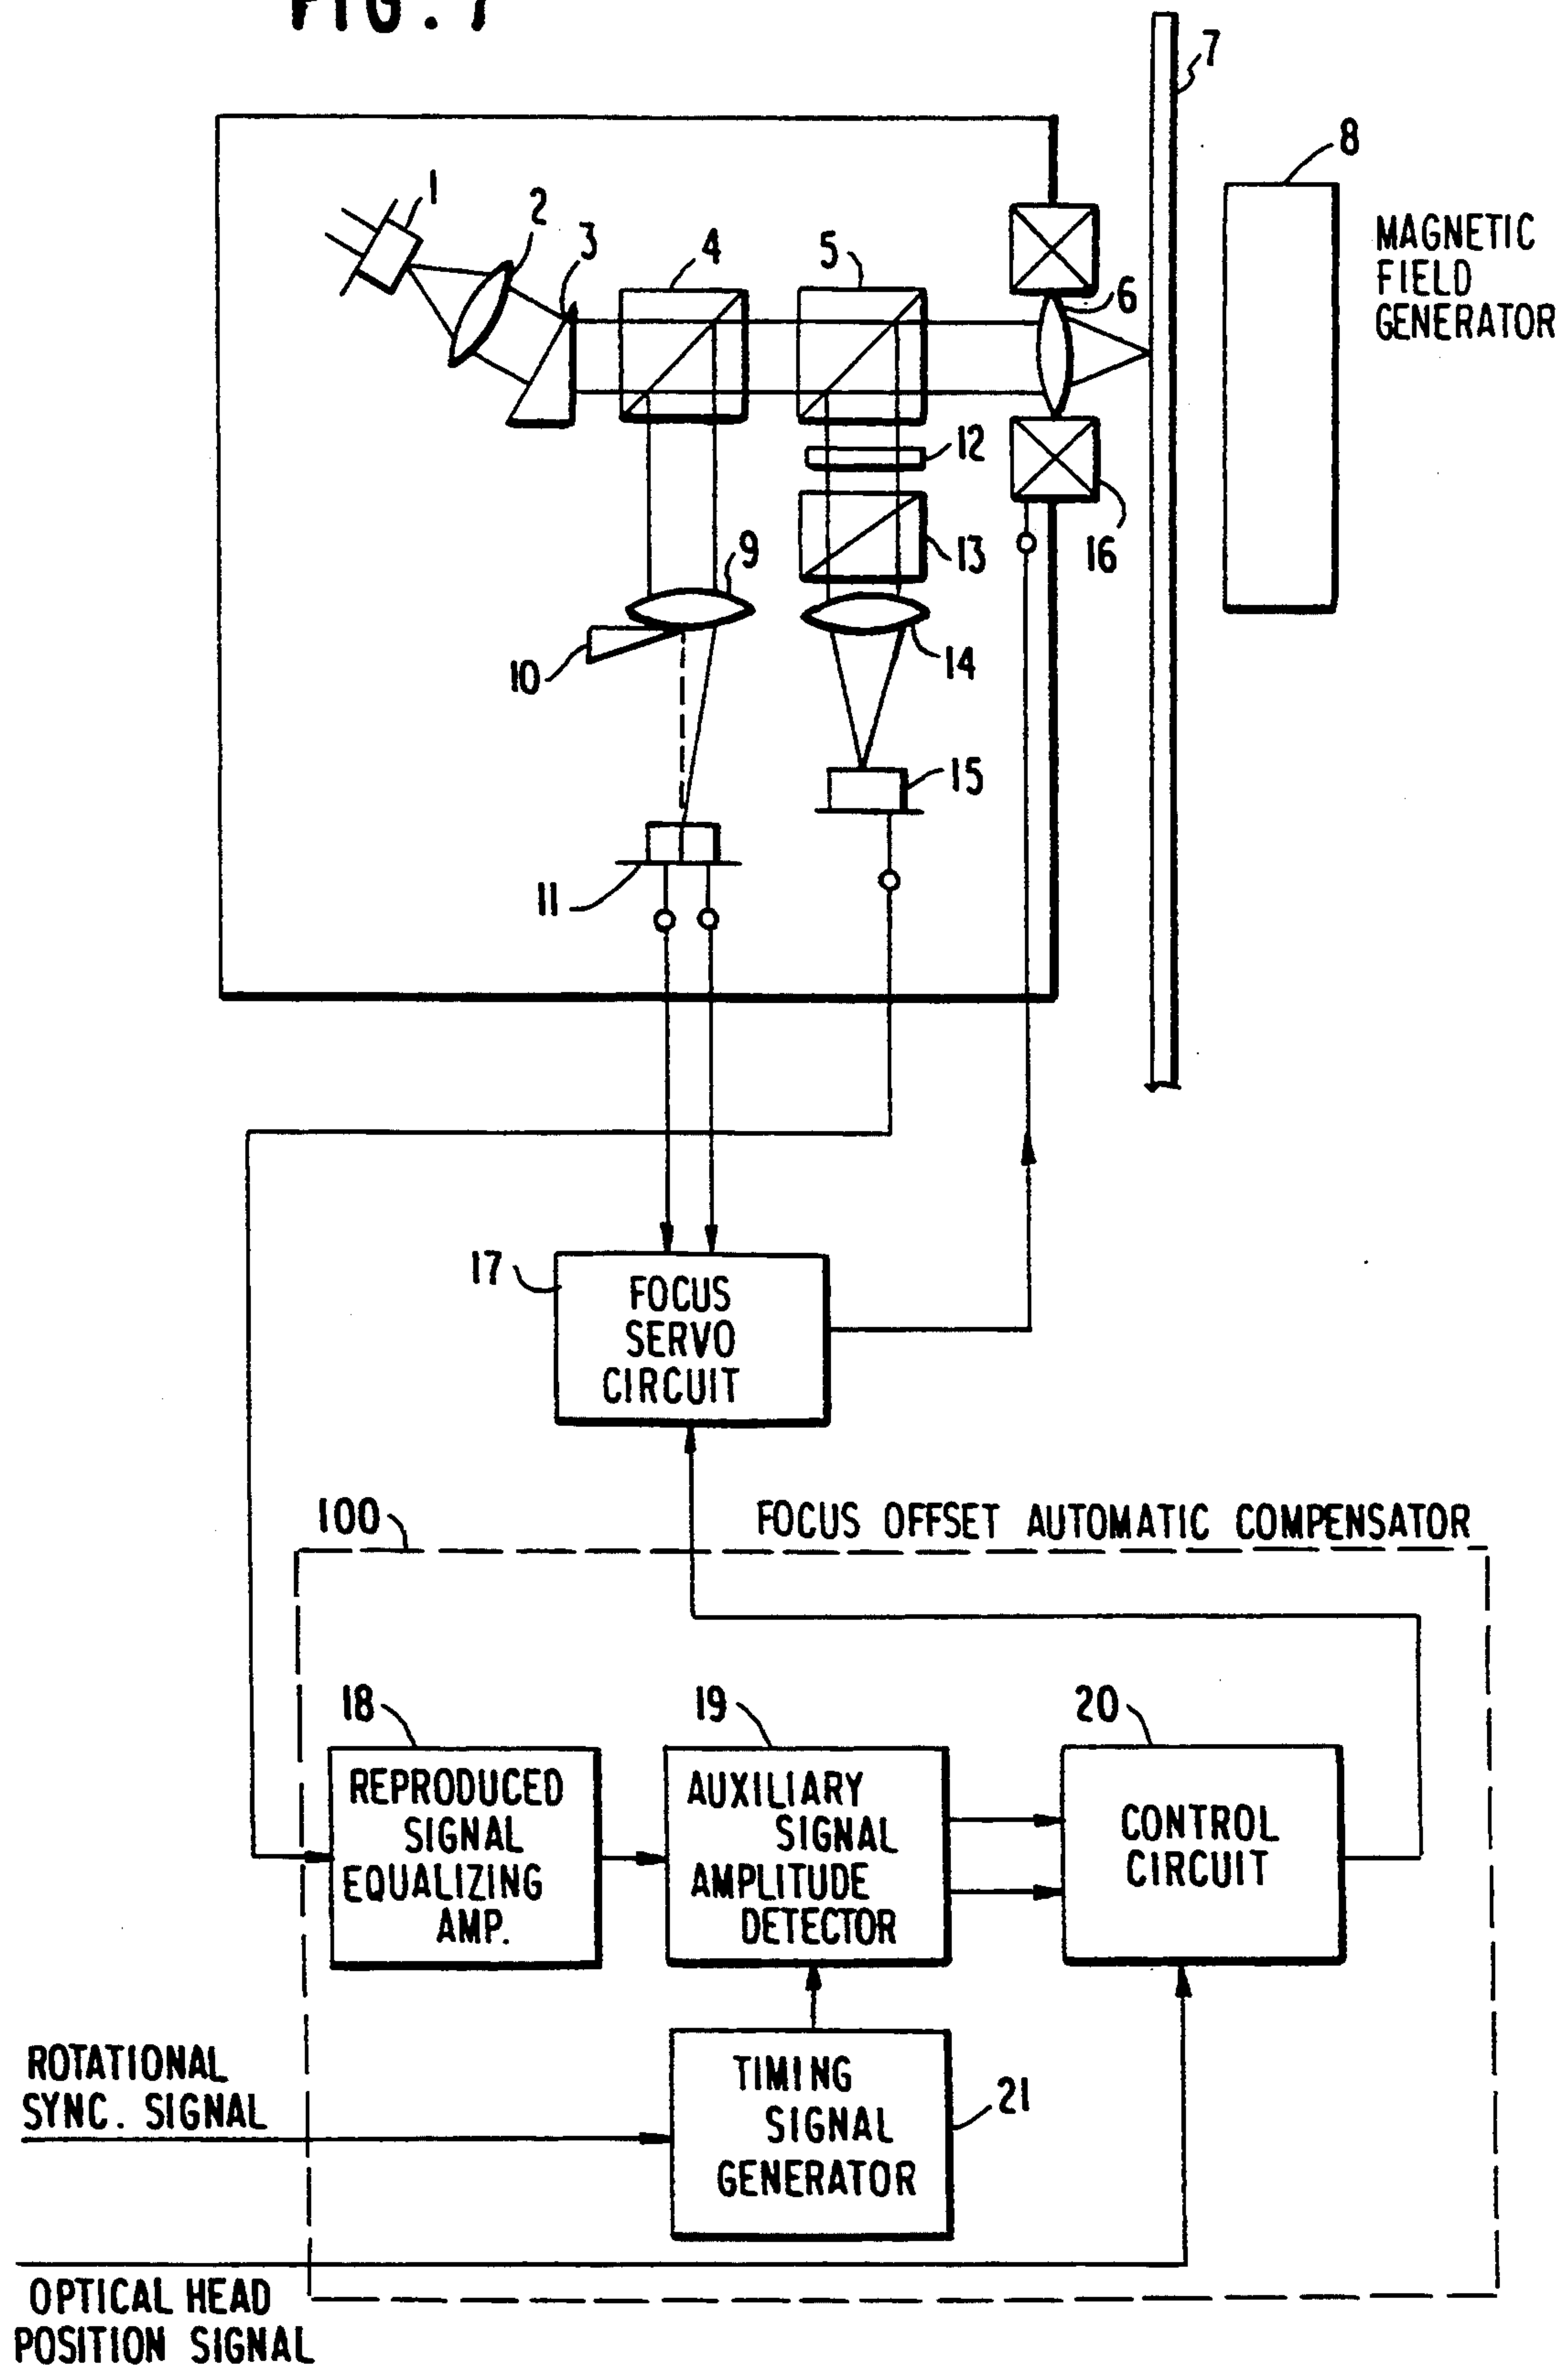 FIG. 7
1
2
3
4
5
6
7
8
MAGNETIC
FIELD
GENERATOR
12
13
16
9
10
14
15
11
17
FOCUS
SERVO
CIRCUIT
100
FOCUS OFFSET AUTOMATIC COMPENSATOR
18
19
20
REPRODUCED
SIGNAL
EQUALIZING
AMP.
AUXILIARY
SIGNAL
AMPLITUDE
DETECTOR
CONTROL
CIRCUIT
ROTATIONAL
SYNC. SIGNAL
TIMING
SIGNAL
GENERATOR
21
OPTICAL HEAD
POSITION SIGNAL